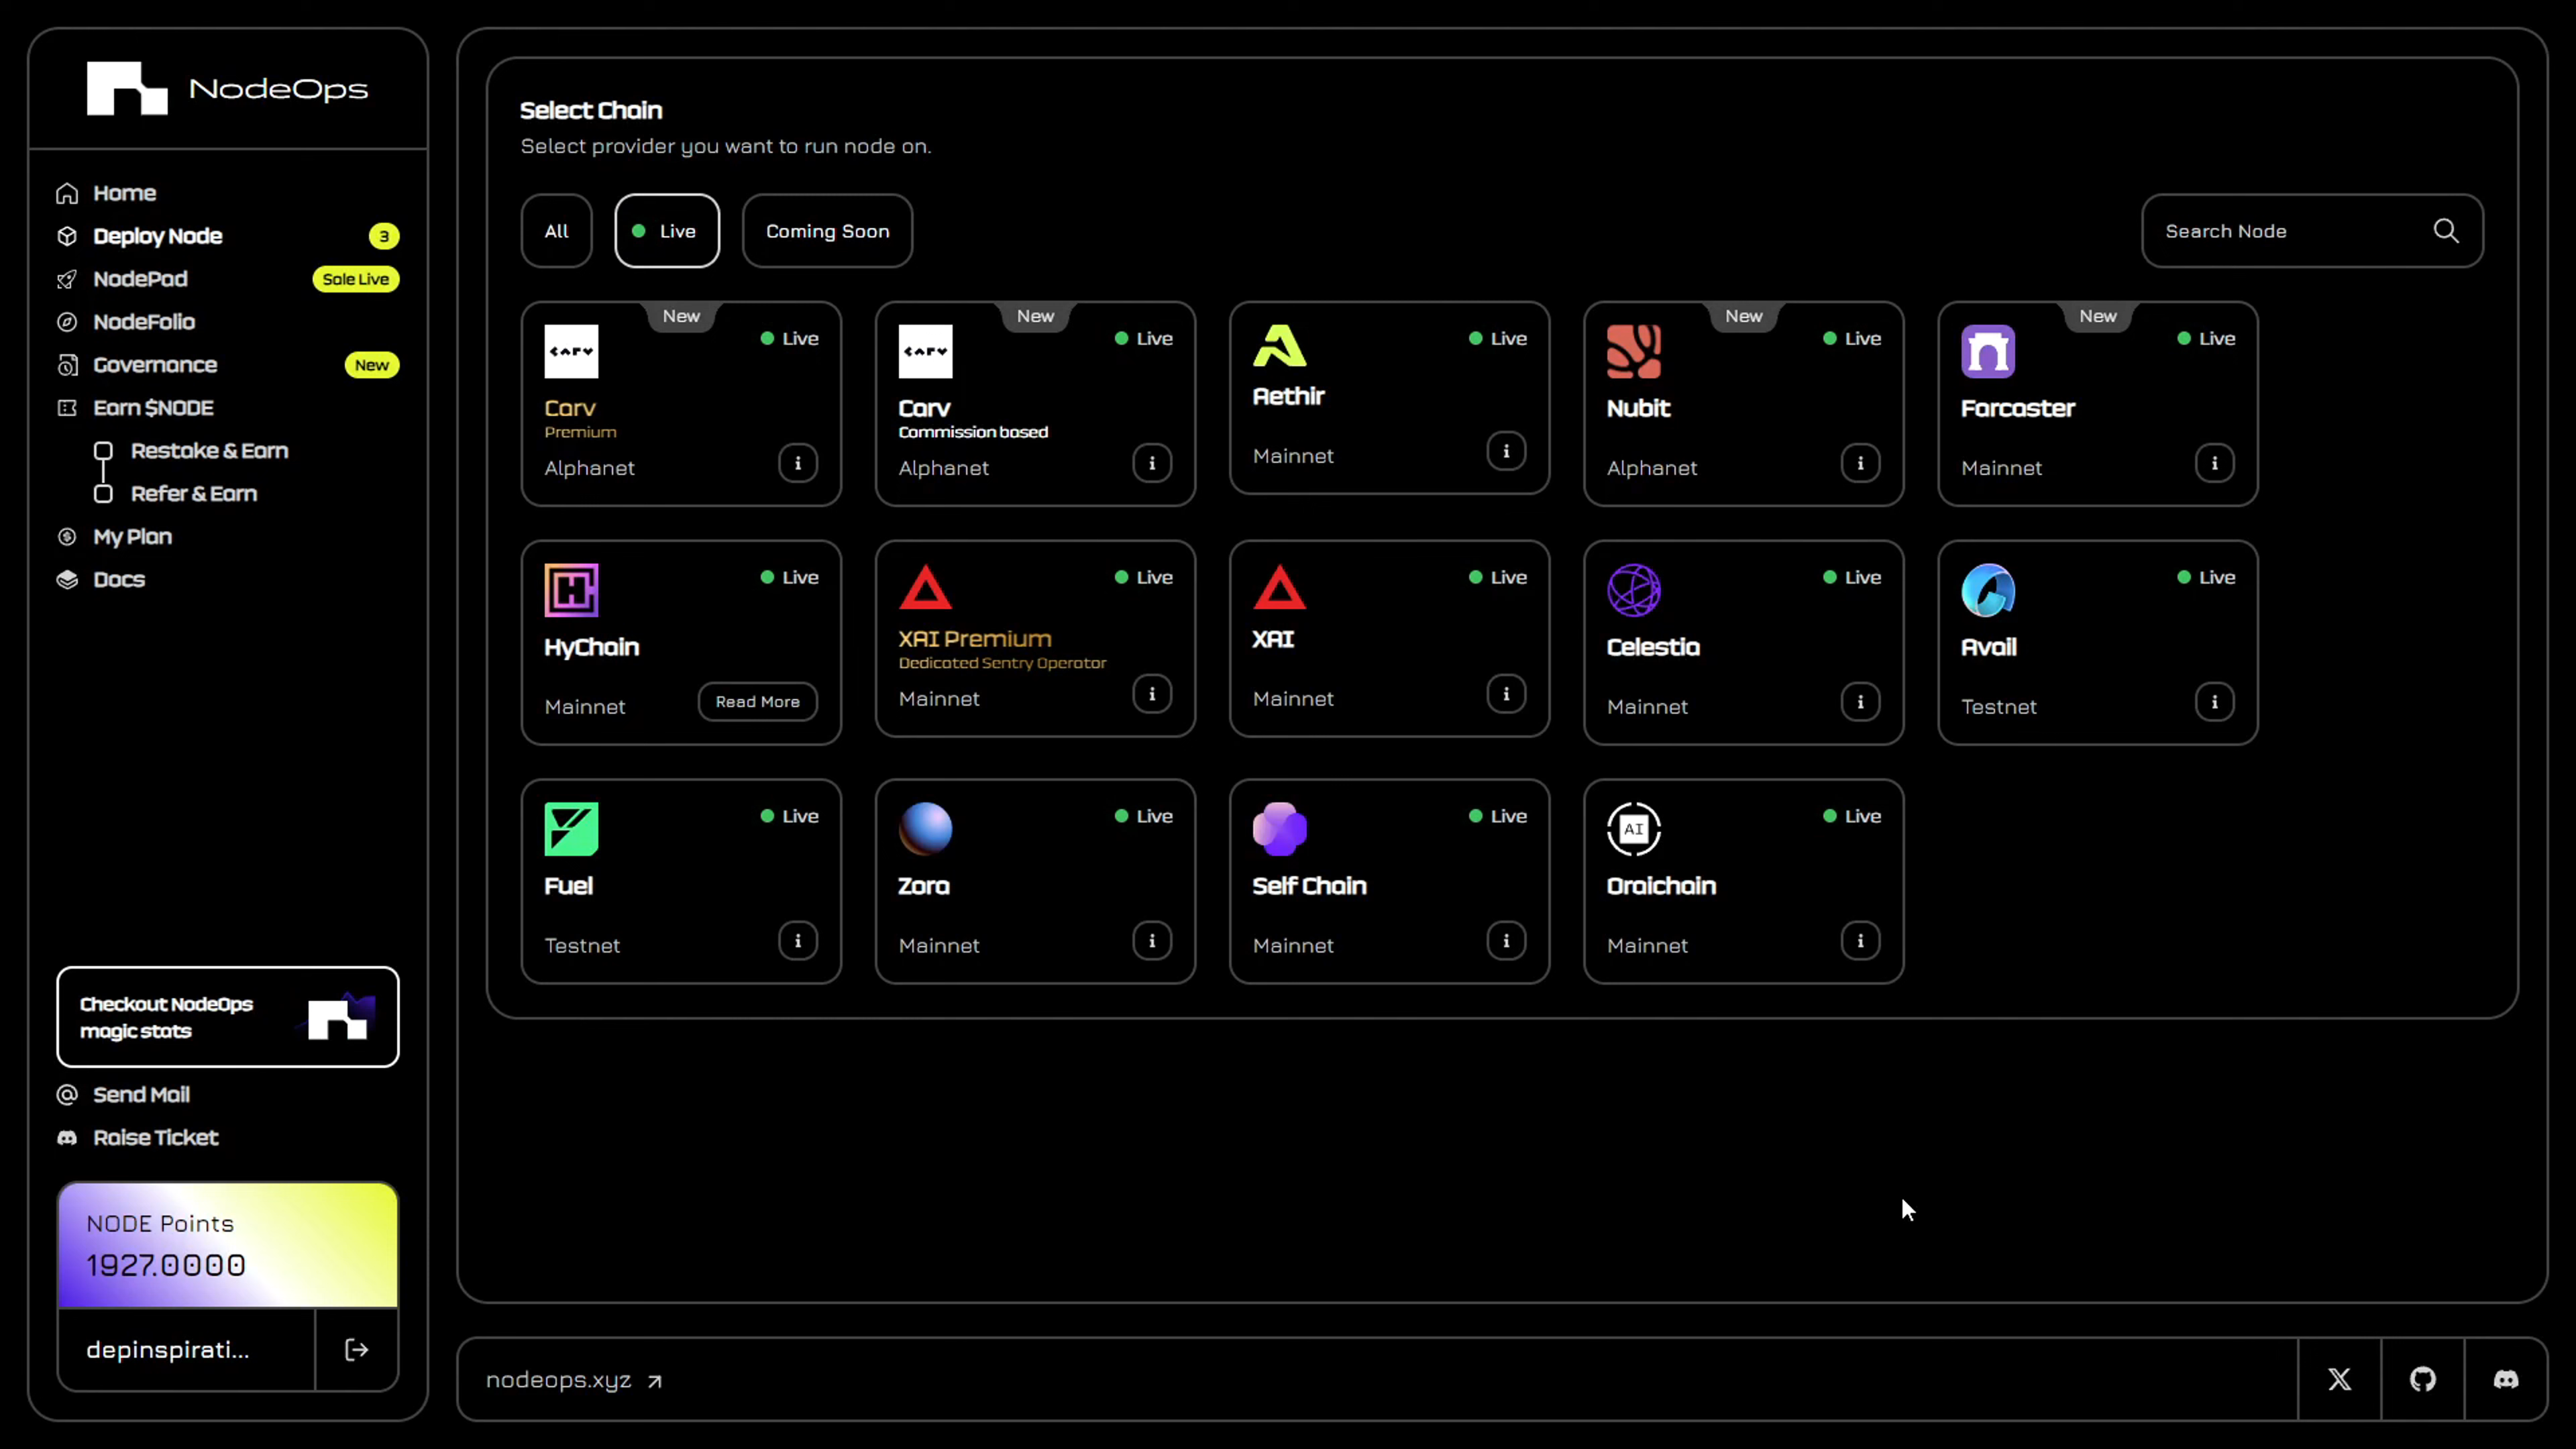 NodeOps
Home
Deploy Node 3
NodePad Sale Live
NodeFolio
Governance New
Earn $NODE
Restake & Earn
Refer & Earn
My Plan
Docs
Checkout NodeOps
magic stats
Send Mail
Raise Ticket
NODE Points
1927.0000
depinspirati...
Select Chain
Select provider you want to run node on.
All Live Coming Soon Search Node
New
Live
carv
Carv
Premium
Alphanet
New
Live
carv
Carv
Commission based
Alphanet
Live
Aethir
Mainnet
New
Live
Nubit
Alphanet
New
Live
Farcaster
Mainnet
Live
HyChain
Mainnet Read More
Live
XAI Premium
Dedicated Sentry Operator
Mainnet
Live
XAI
Mainnet
Live
Celestia
Mainnet
Live
Avail
Testnet
Live
Fuel
Testnet
Live
Zora
Mainnet
Live
Self Chain
Mainnet
AI
Live
Oraichain
Mainnet
nodeops.xyz